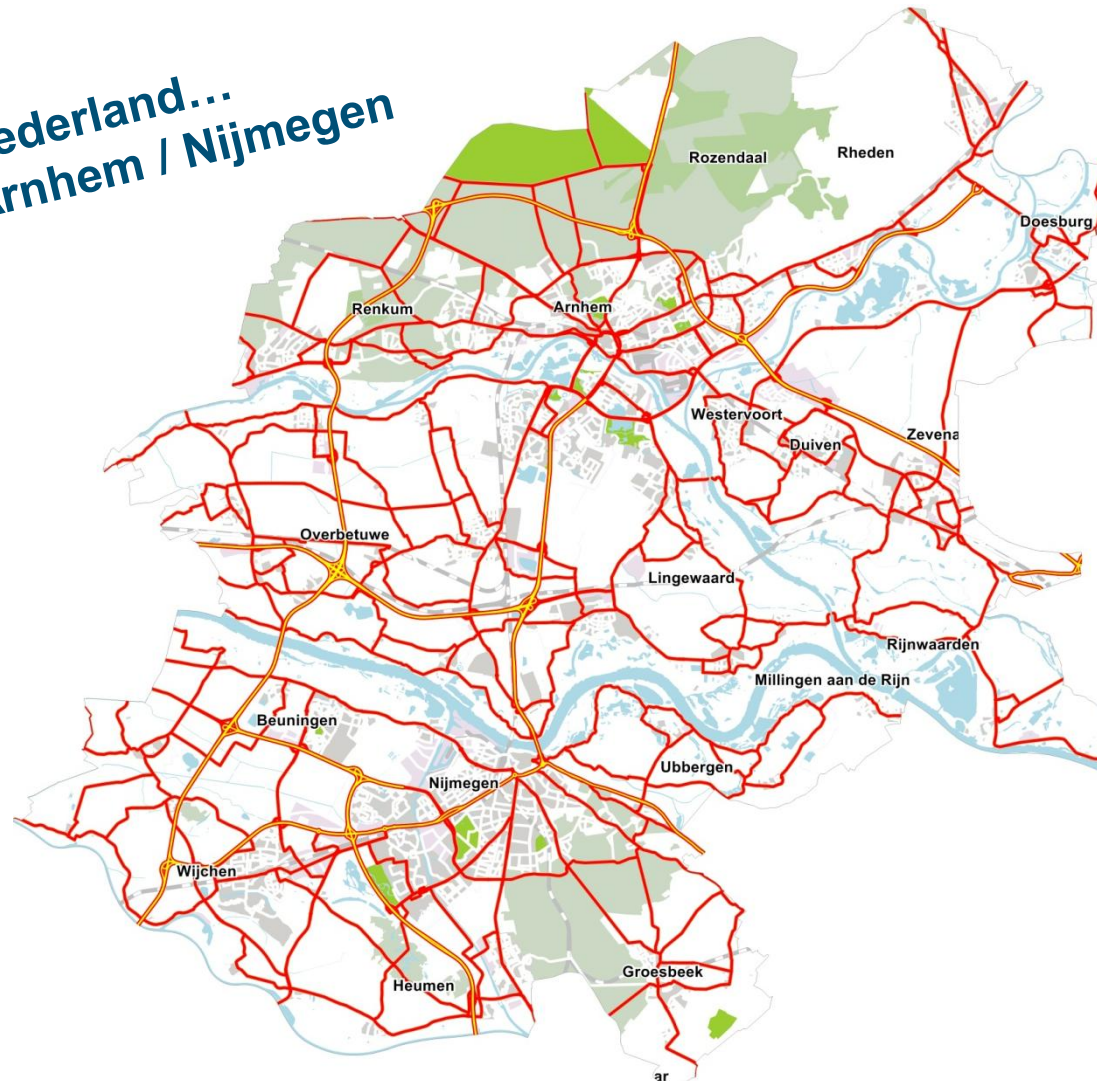 ederland...
Arnhem / Nijmegen
Rozendaal
Rheden
Doesburg
Renkum
Arnhem
Westervoort
Duiven
Zevena
Overbetuwe
Lingewaard
Rijnwaarden
Millingen aan de Rijn
Beuningen
Ubbergen
Nijmegen
Wijchen
Groesbeek
Heumen
ar